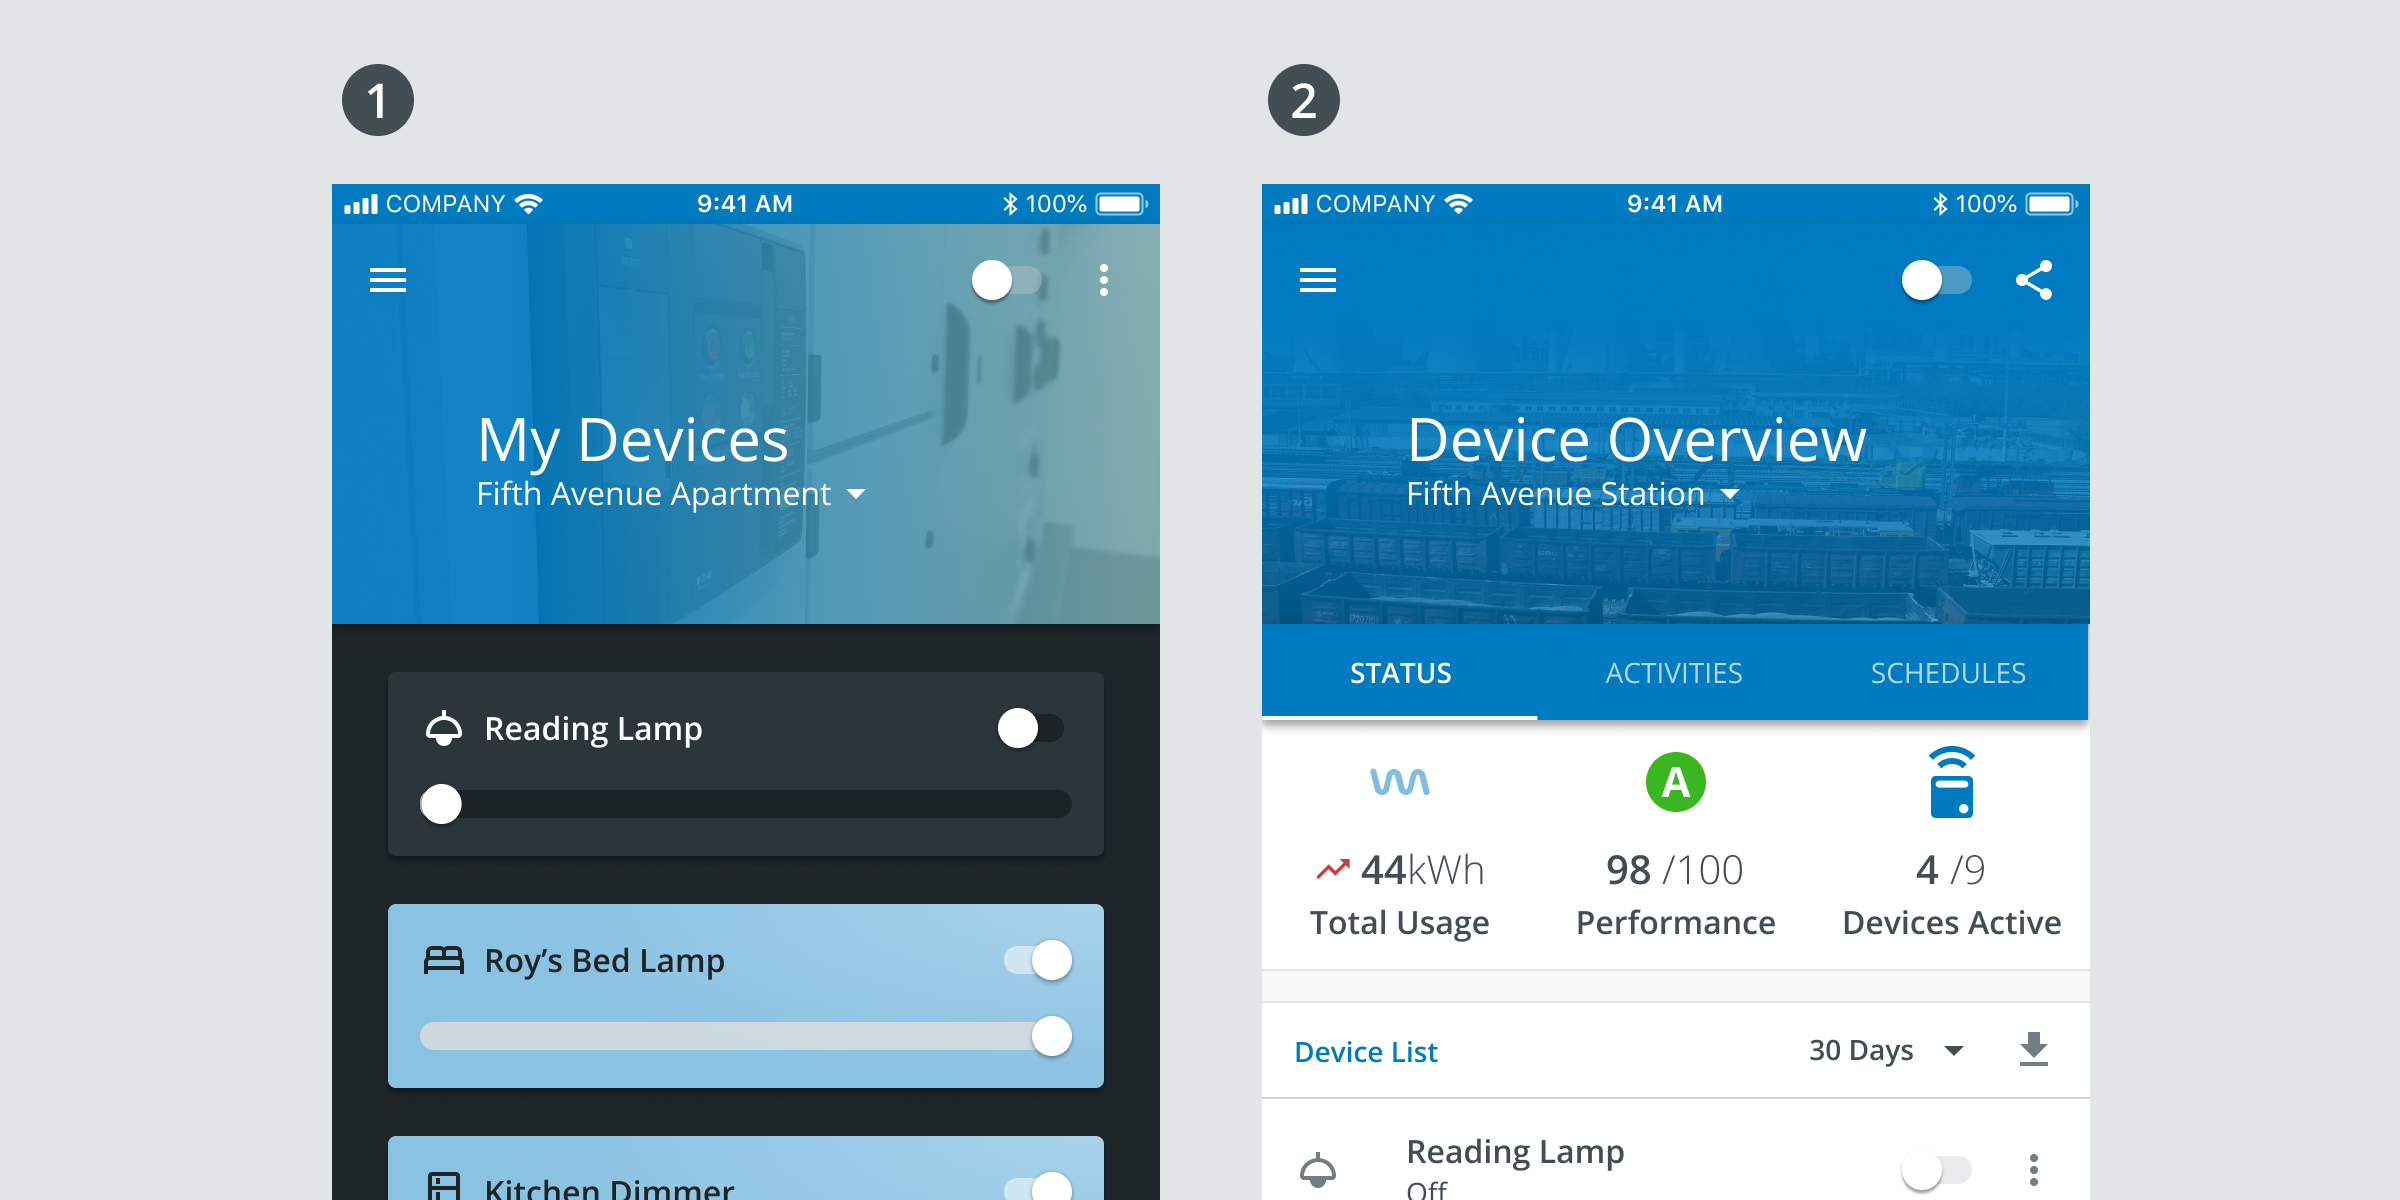 1
COMPANY 9:41 AM 100%
My Devices
Fifth Avenue Apartment
Reading Lamp
Roy’s Bed Lamp
Kitchen Dimmer
2
COMPANY 9:41 AM 100%
Device Overview
Fifth Avenue Station
STATUS ACTIVITIES SCHEDULES
A
44kWh 98 /100 4 /9
Total Usage Performance Devices Active
Device List 30 Days
Reading Lamp
Off